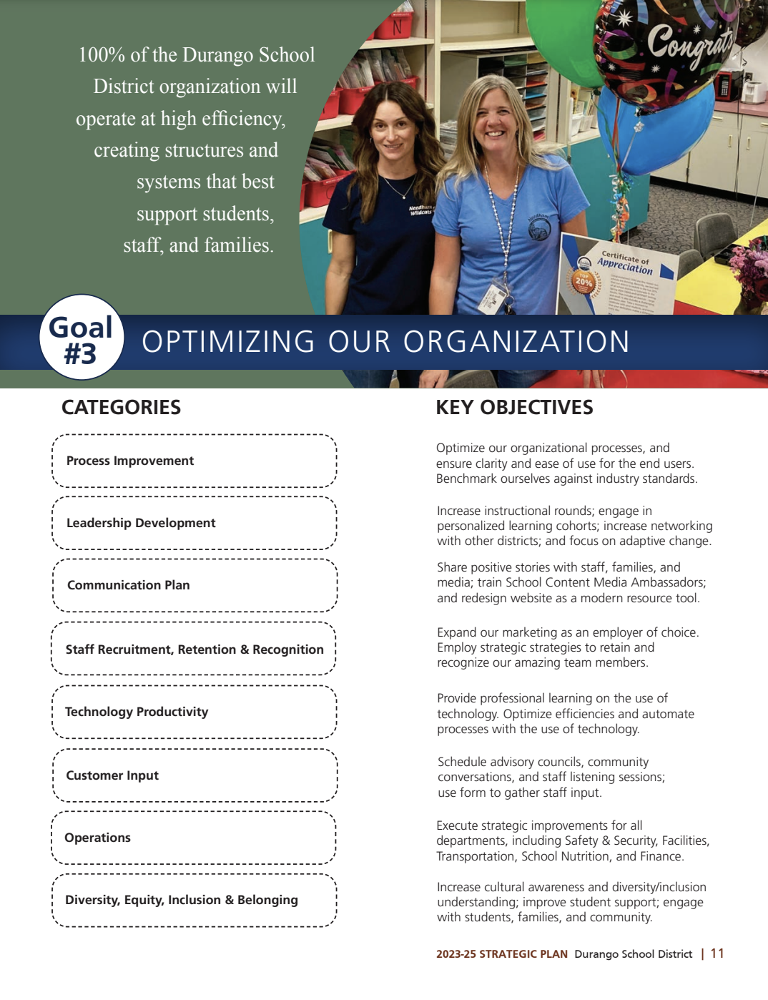 100% of the Durango School
District organization will
operate at high efficiency,
creating structures and
systems that best
support students,
staff, and families.
N
Congrats
Needham
Wildcats
Needham
Certificate of
Appreciation
TOP
20%
Goal
#3
OPTIMIZING OUR ORGANIZATION
CATEGORIES
KEY OBJECTIVES
Process Improvement
Optimize our organizational processes, and
ensure clarity and ease of use for the end users.
Benchmark ourselves against industry standards.
Leadership Development
Increase instructional rounds; engage in
personalized learning cohorts; increase networking
with other districts; and focus on adaptive change.
Communication Plan
Share positive stories with staff, families, and
media; train School Content Media Ambassadors;
and redesign website as a modern resource tool.
Staff Recruitment, Retention & Recognition
Expand our marketing as an employer of choice.
Employ strategic strategies to retain and
recognize our amazing team members.
Technology Productivity
Provide professional learning on the use of
technology. Optimize efficiencies and automate
processes with the use of technology.
Customer Input
Schedule advisory councils, community
conversations, and staff listening sessions;
use form to gather staff input.
Operations
Execute strategic improvements for all
departments, including Safety & Security, Facilities,
Transportation, School Nutrition, and Finance.
Diversity, Equity, Inclusion & Belonging
Increase cultural awareness and diversity/inclusion
understanding; improve student support; engage
with students, families, and community.
2023-25 STRATEGIC PLAN Durango School District | 11